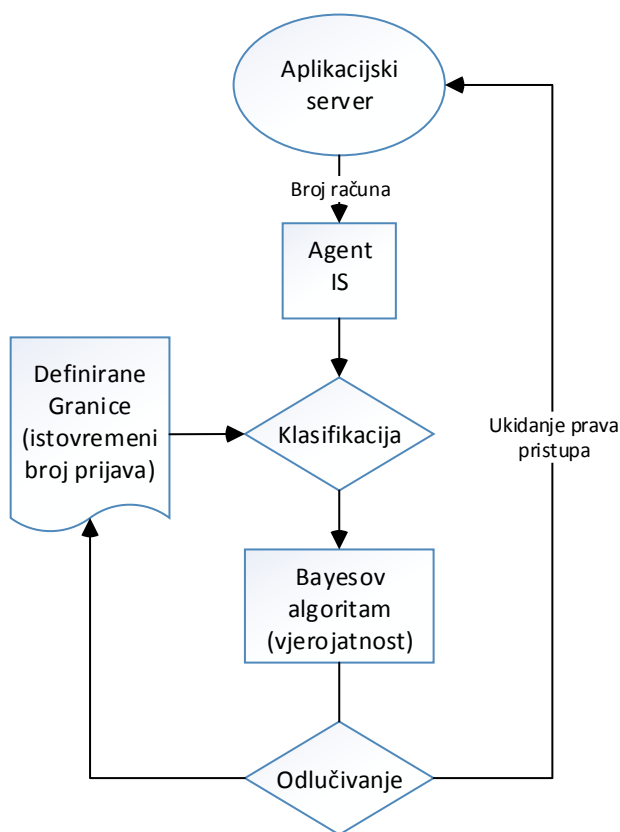 Aplikacijski
server
Broj računa
Agent
IS
Definirane
Granice
(istovremeni
broj prijava)
Klasifikacija
Ukidanje prava
pristupa
Bayesov
algoritam
(vjerojatnost)
Odlučivanje